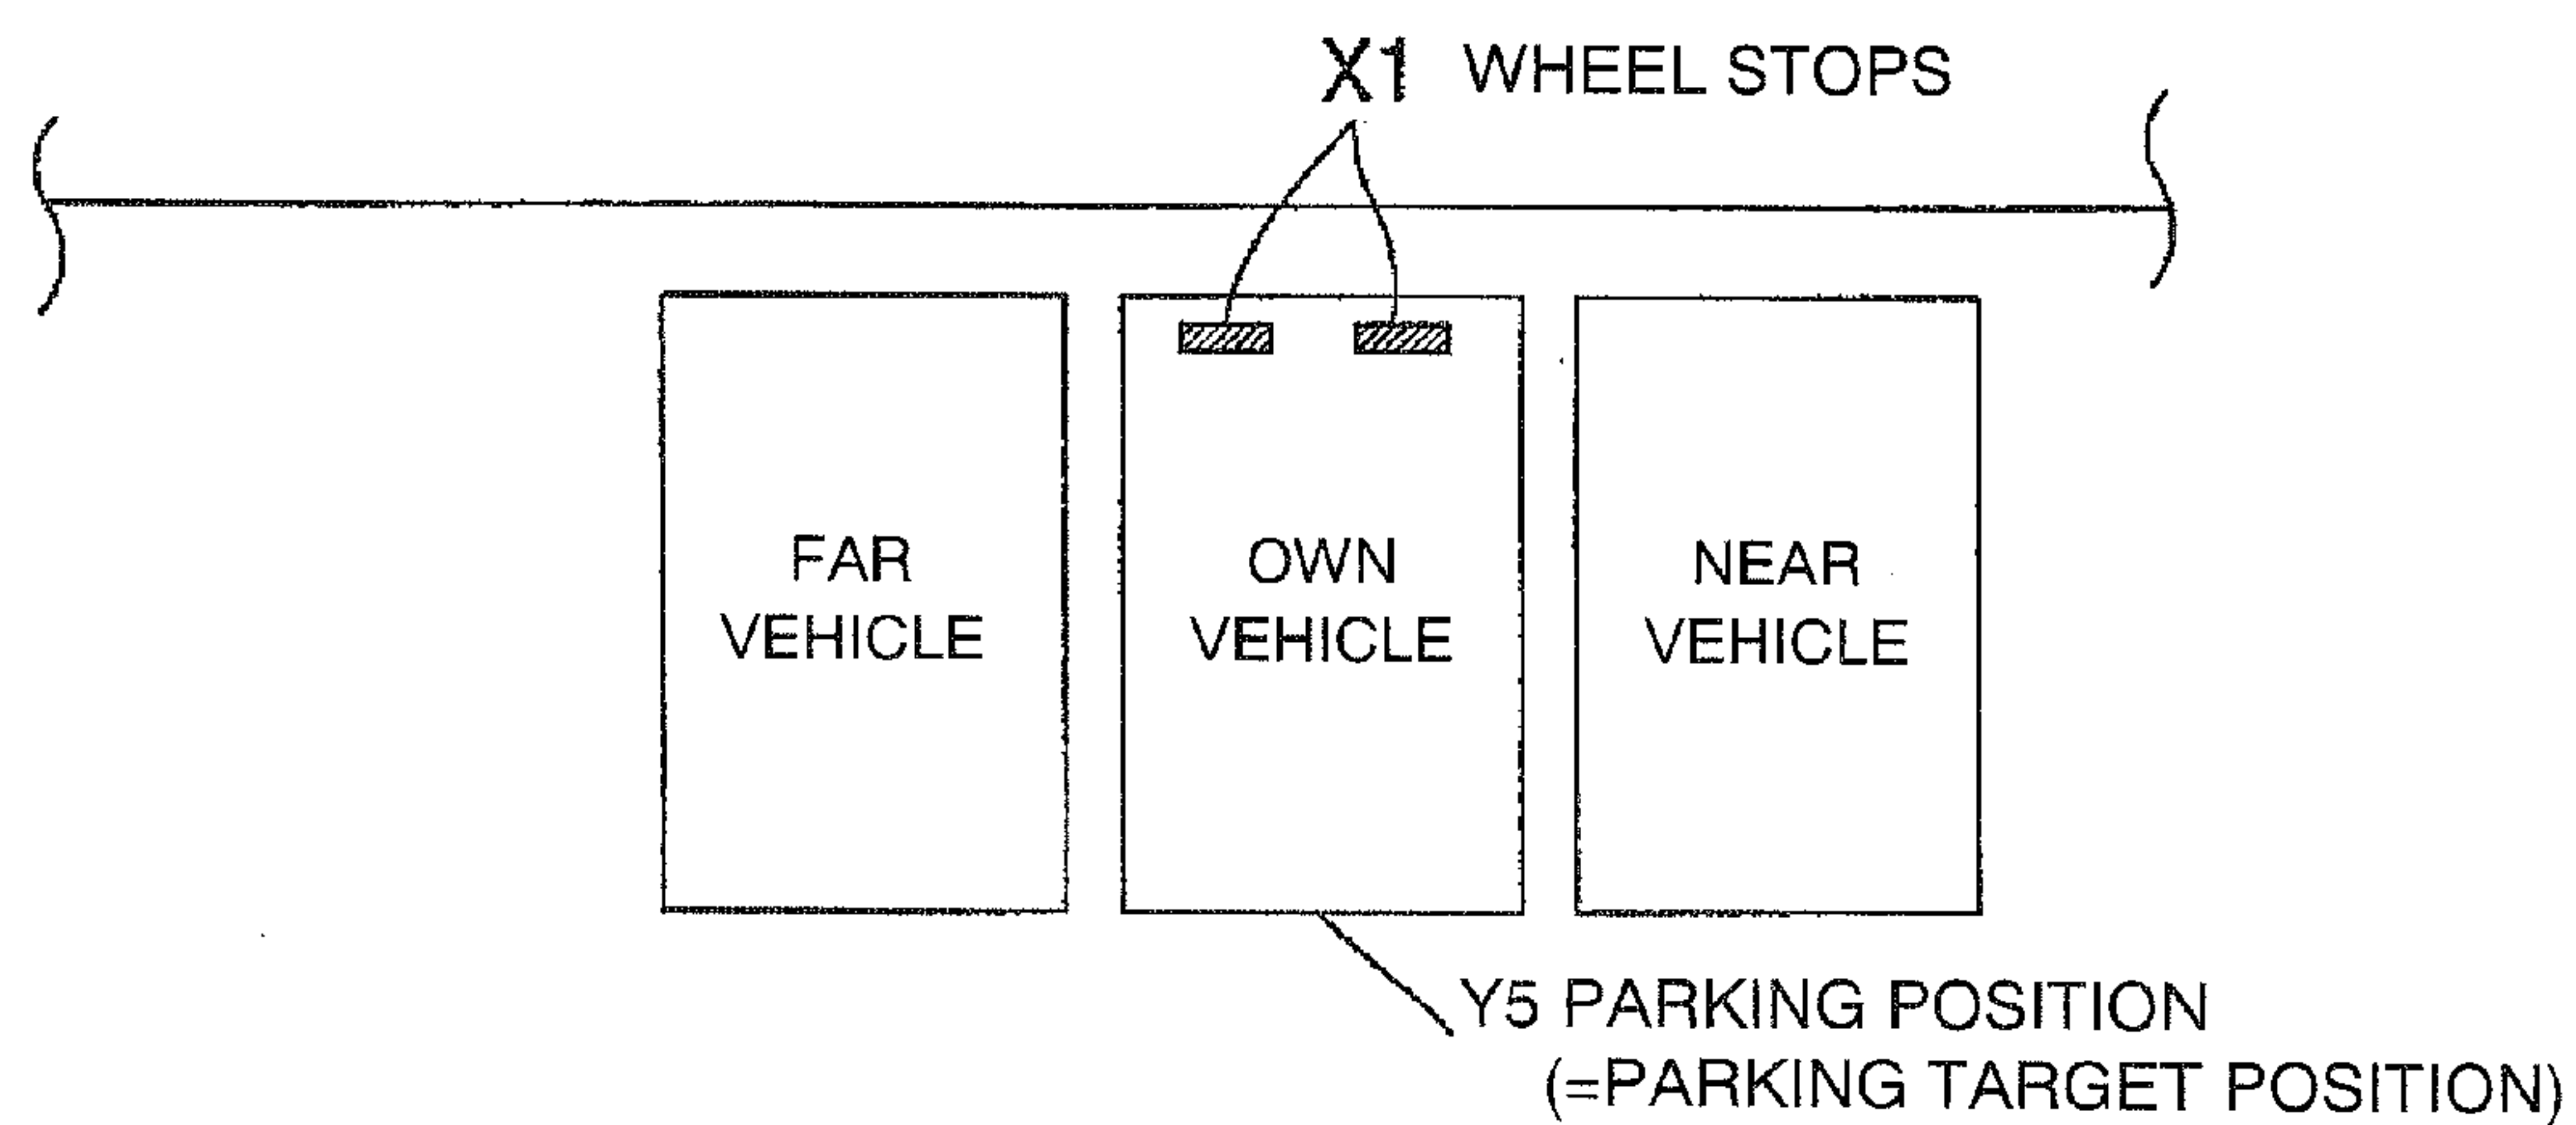 X1 WHEEL STOPS
FAR
VEHICLE
OWN
VEHICLE
NEAR
VEHICLE
Y5 PARKING POSITION
(=PARKING TARGET POSITION)